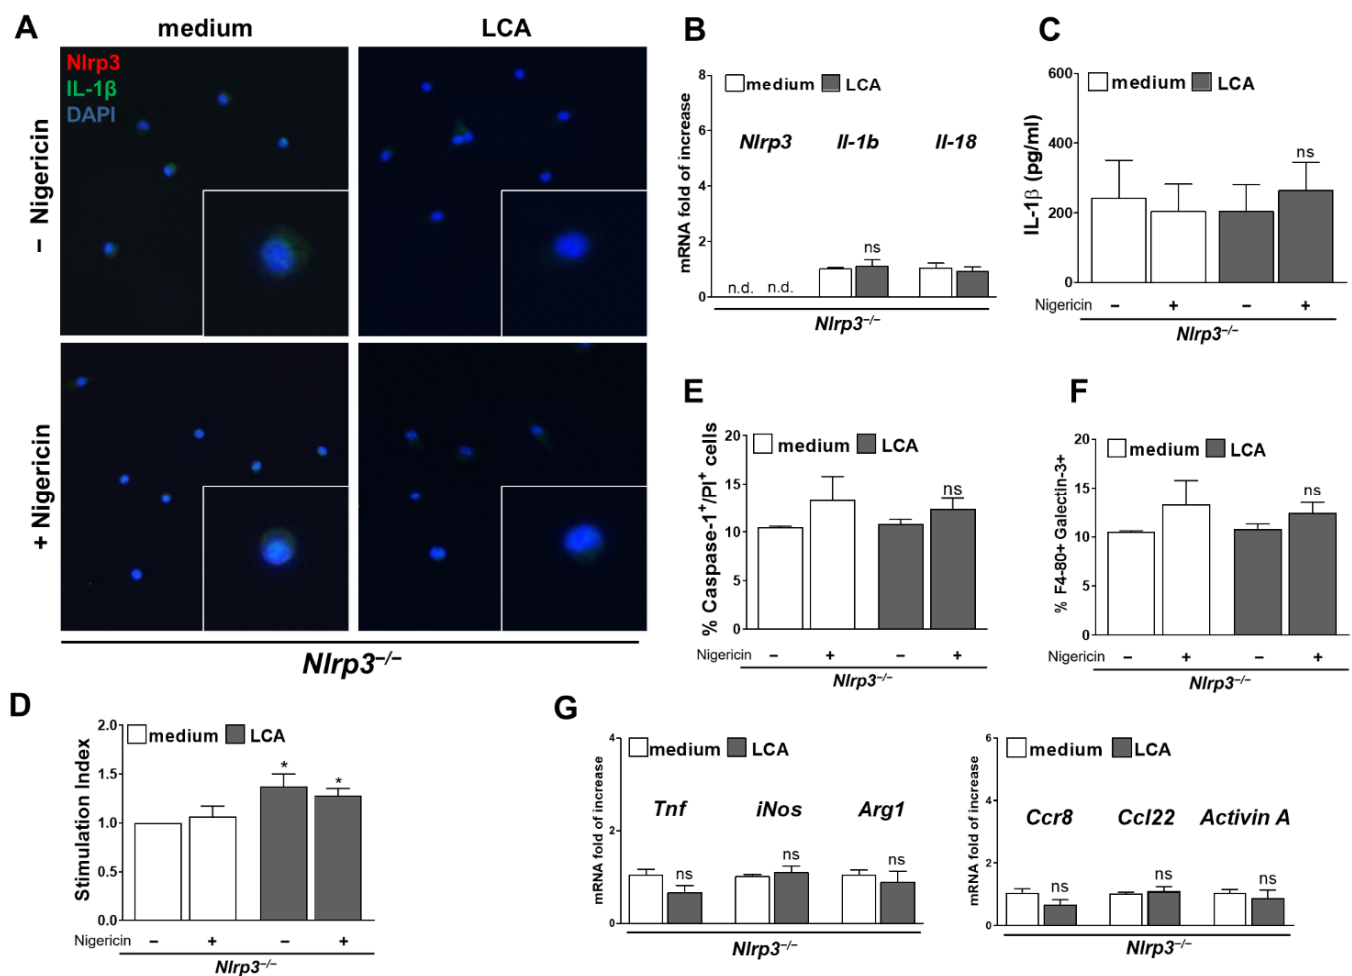 A
medium
LCA
Nlrp3
IL-1β
DAPI
– Nigericin
+ Nigericin
Nlrp3–/–
B
medium LCA
mRNA fold of increase
8
6
4
2
0
Nlrp3 Il-1b Il-18
n.d. n.d.
ns
Nlrp3–/–
C
IL-1β (pg/ml)
600
400
200
0
ns
Nigericin – + – +
Nlrp3–/–
E
medium LCA
% Caspase-1+/PI+ cells
20
15
10
5
0
ns
Nigericin – + – +
Nlrp3–/–
F
medium LCA
% F4-80+ Galectin-3+
20
15
10
5
0
ns
Nigericin – + – +
Nlrp3–/–
D
medium LCA
Stimulation Index
2.0
1.5
1.0
0.5
0.0
* *
Nigericin – + – +
Nlrp3–/–
G
medium LCA
mRNA fold of increase
4
2
0
Tnf iNos Arg1
ns ns ns
Nlrp3–/–
medium LCA
mRNA fold of increase
6
4
2
0
Ccr8 Ccl22 Activin A
ns ns ns
Nlrp3–/–